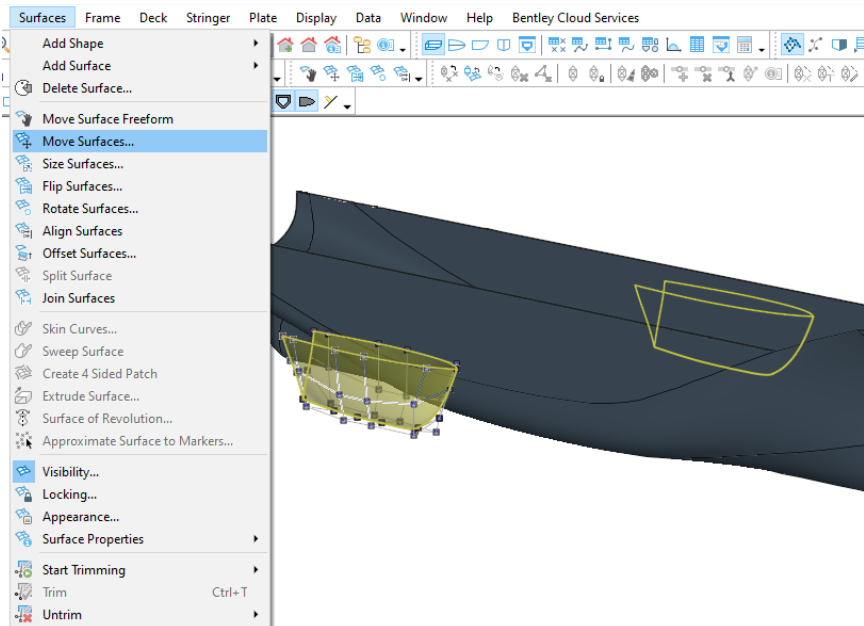 Surfaces Frame Deck Stringer Plate Display Data Window Help Bentley Cloud Services
Add Shape
Add Surface
Delete Surface...
Move Surface Freeform
Move Surfaces...
Size Surfaces...
Flip Surfaces...
Rotate Surfaces...
Align Surfaces
Offset Surfaces...
Split Surface
Join Surfaces
Skin Curves...
Sweep Surface
Create 4 Sided Patch
Extrude Surface...
Surface of Revolution...
Approximate Surface to Markers...
Visibility...
Locking...
Appearance...
Surface Properties
Start Trimming
Trim Ctrl+T
Untrim